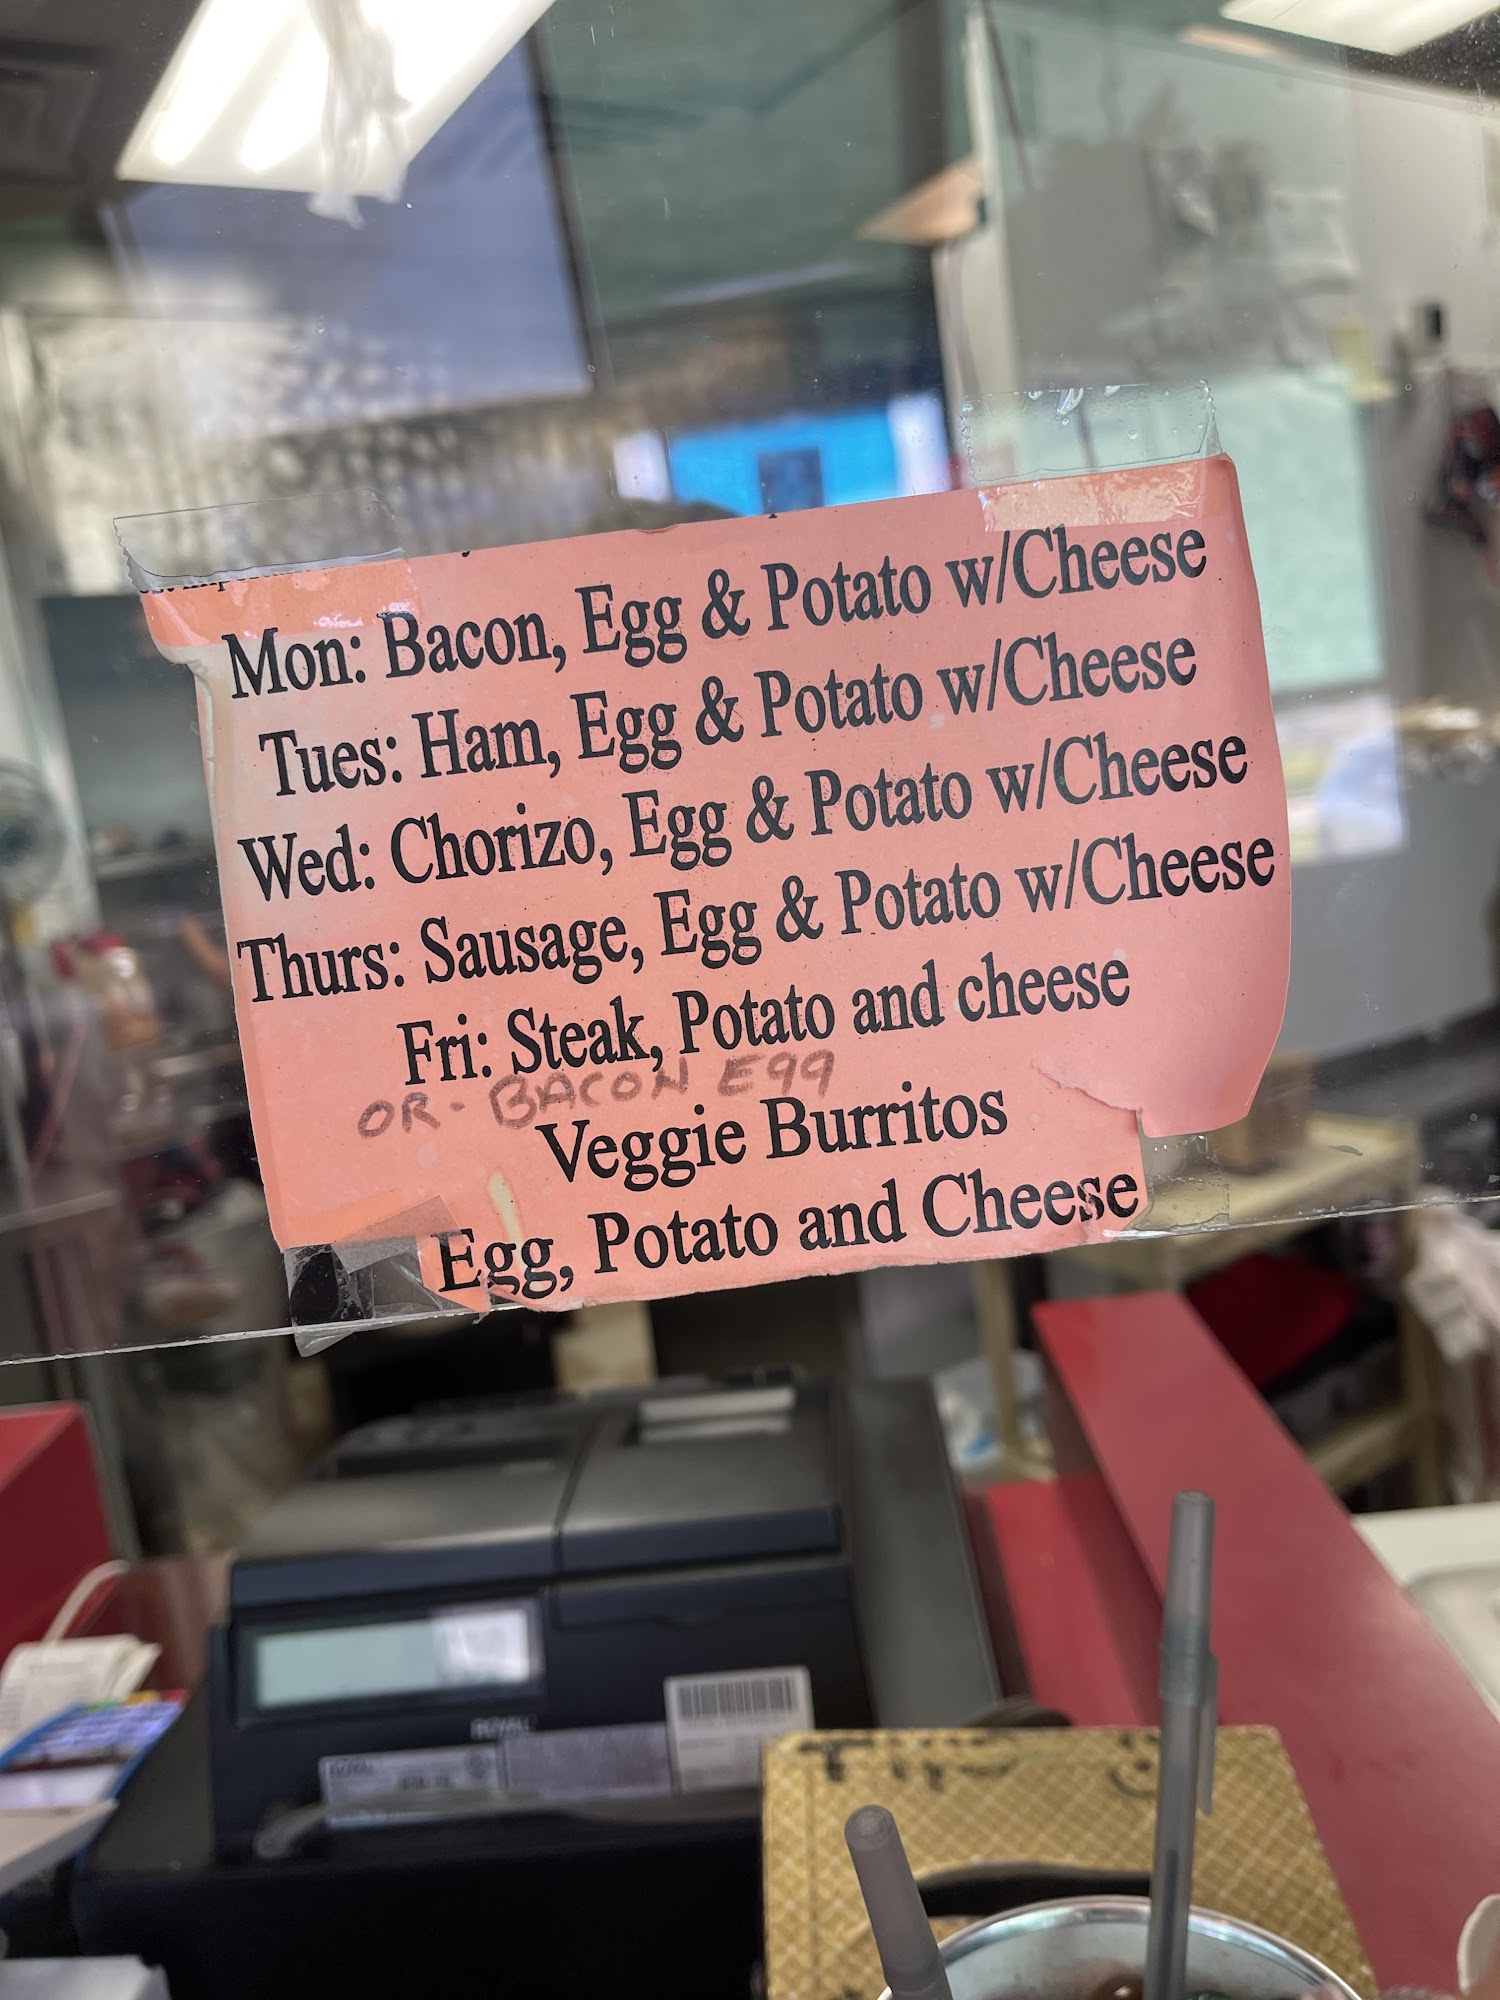 Mon: Bacon, Egg & Potato w/Cheese
Tues: Ham, Egg & Potato w/Cheese
Wed: Chorizo, Egg & Potato w/Cheese
Thurs: Sausage, Egg & Potato w/Cheese
Fri: Steak, Potato and cheese
OR - BACON Egg
Veggie Burritos
Egg, Potato and Cheese
ROYAL